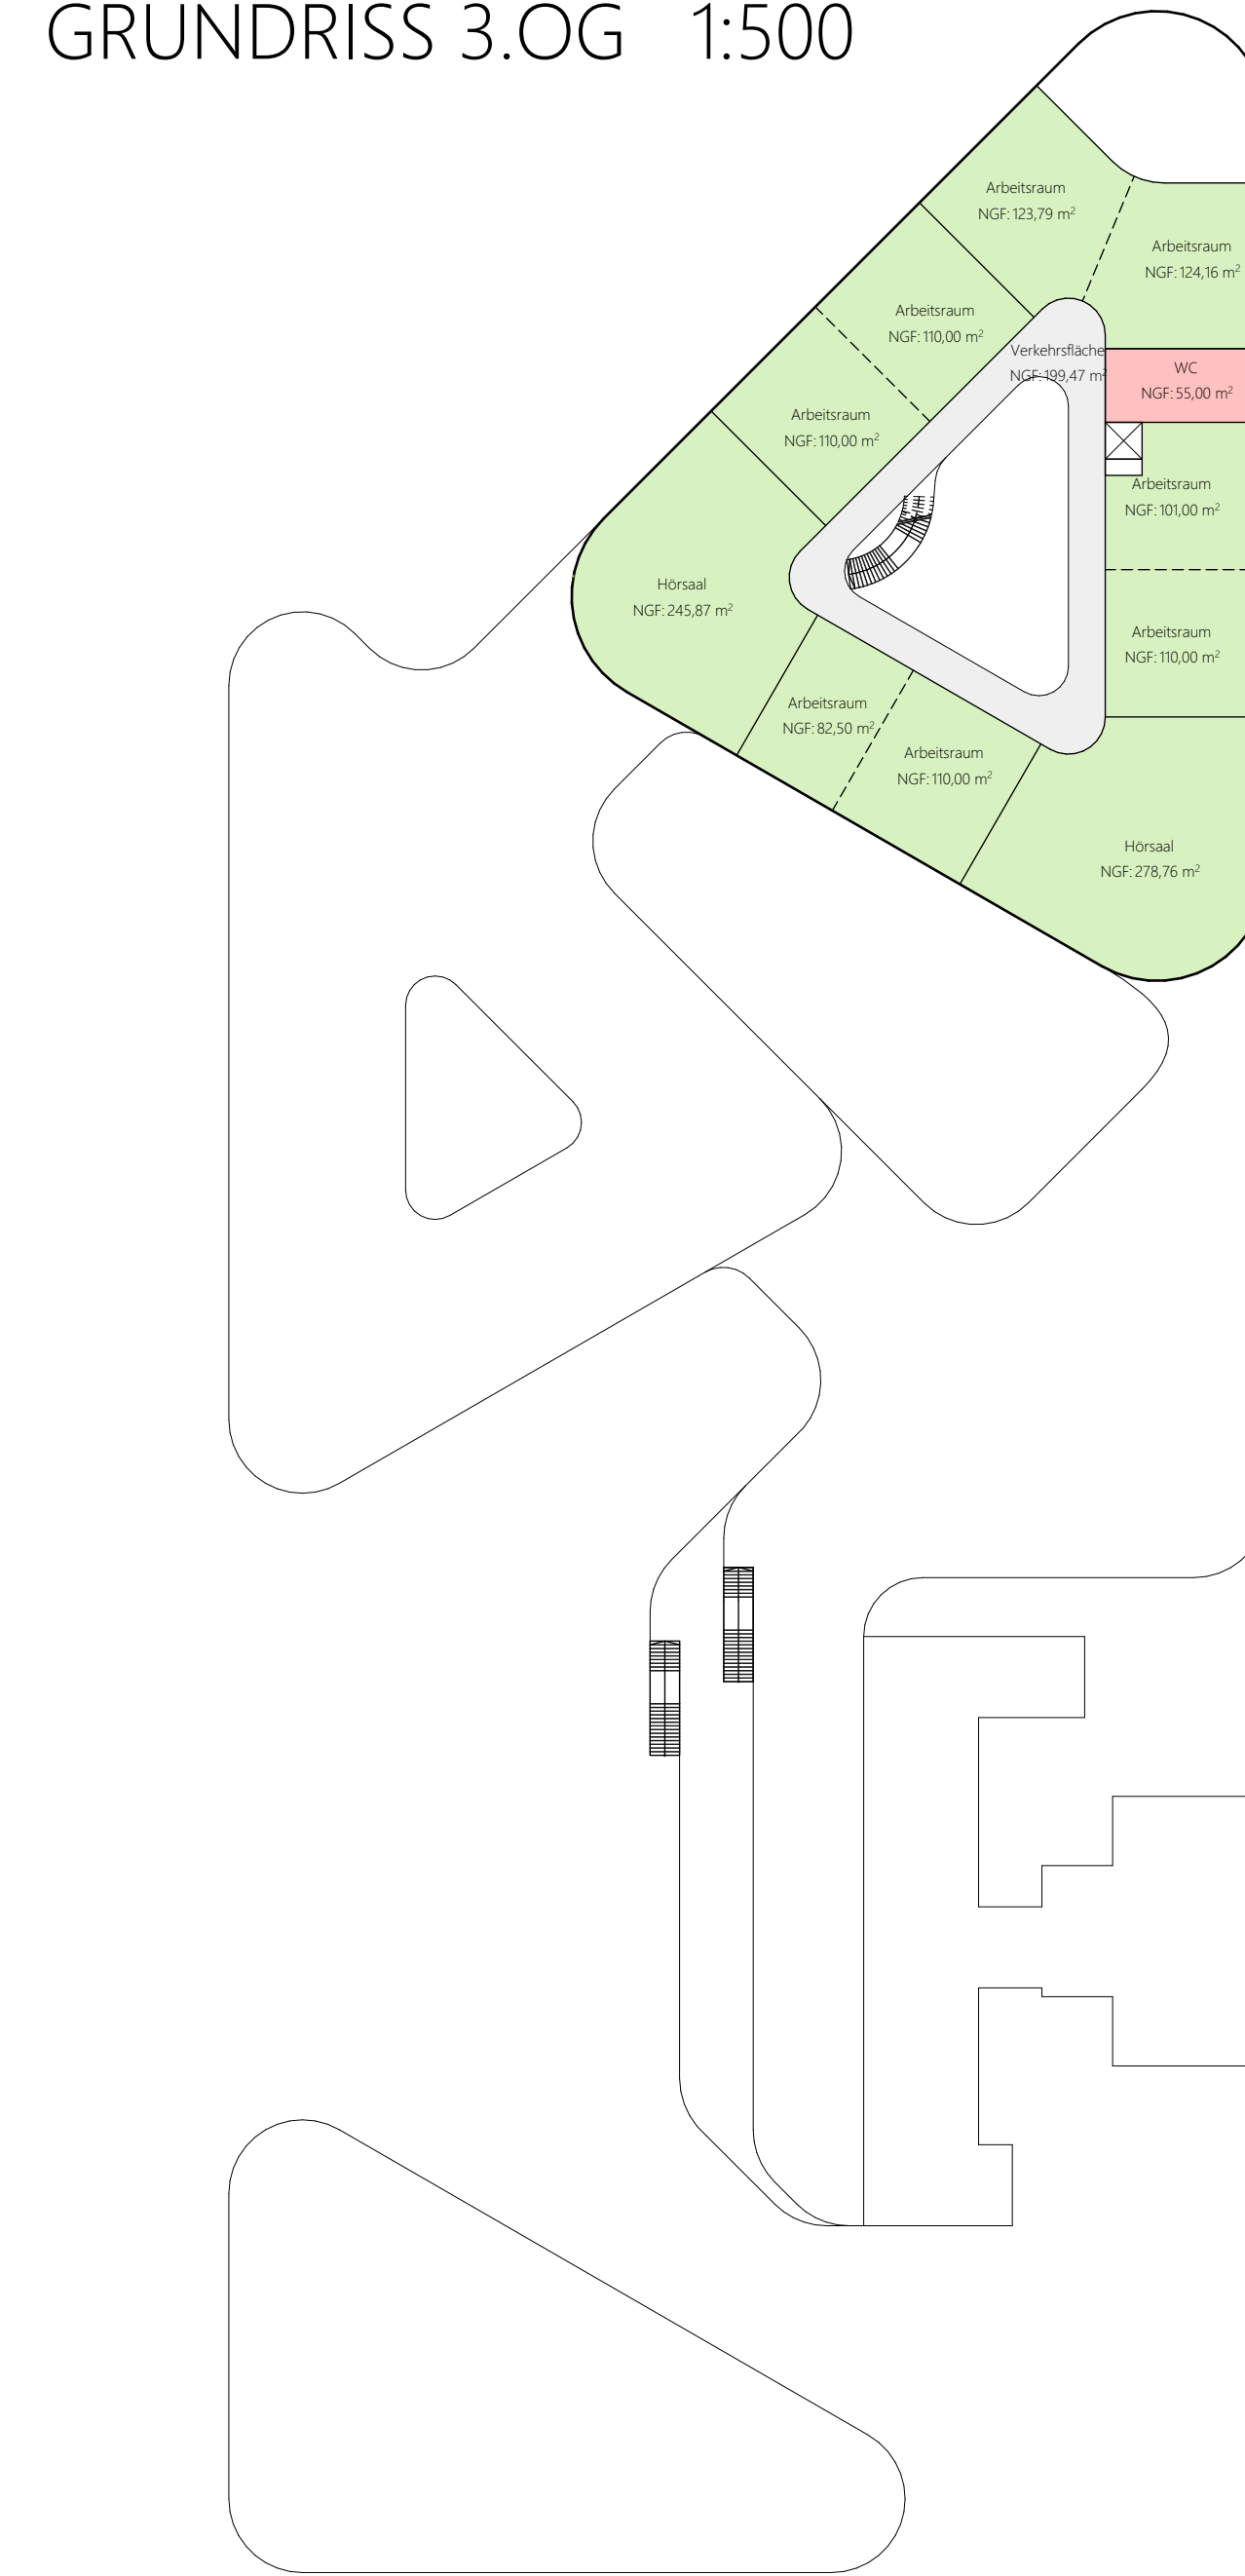 GRUNDRISS 3.OG 1:500
Arbeitsraum
NGF: 123,79 m²
Arbeitsraum
NGF: 124,16 m²
Arbeitsraum
NGF: 110,00 m²
Verkehrsfläche
NGF: 199,47 m²
WC
NGF: 55,00 m²
Arbeitsraum
NGF: 110,00 m²
Arbeitsraum
NGF: 101,00 m²
Hörsaal
NGF: 245,87 m²
Arbeitsraum
NGF: 110,00 m²
Arbeitsraum
NGF: 82,50 m²
Arbeitsraum
NGF: 110,00 m²
Hörsaal
NGF: 278,76 m²